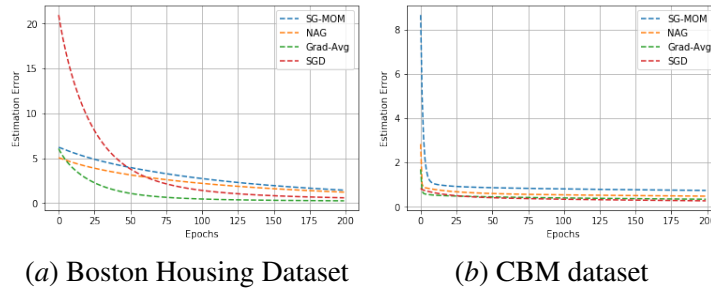 SG-MOM
NAG
Grad-Avg
SGD
20
15
10
5
0
Estimation Error
0 25 50 75 100 125 150 175 200
Epochs
(a) Boston Housing Dataset
SG-MOM
NAG
Grad-Avg
SGD
8
6
4
2
0
Estimation Error
0 25 50 75 100 125 150 175 200
Epochs
(b) CBM dataset